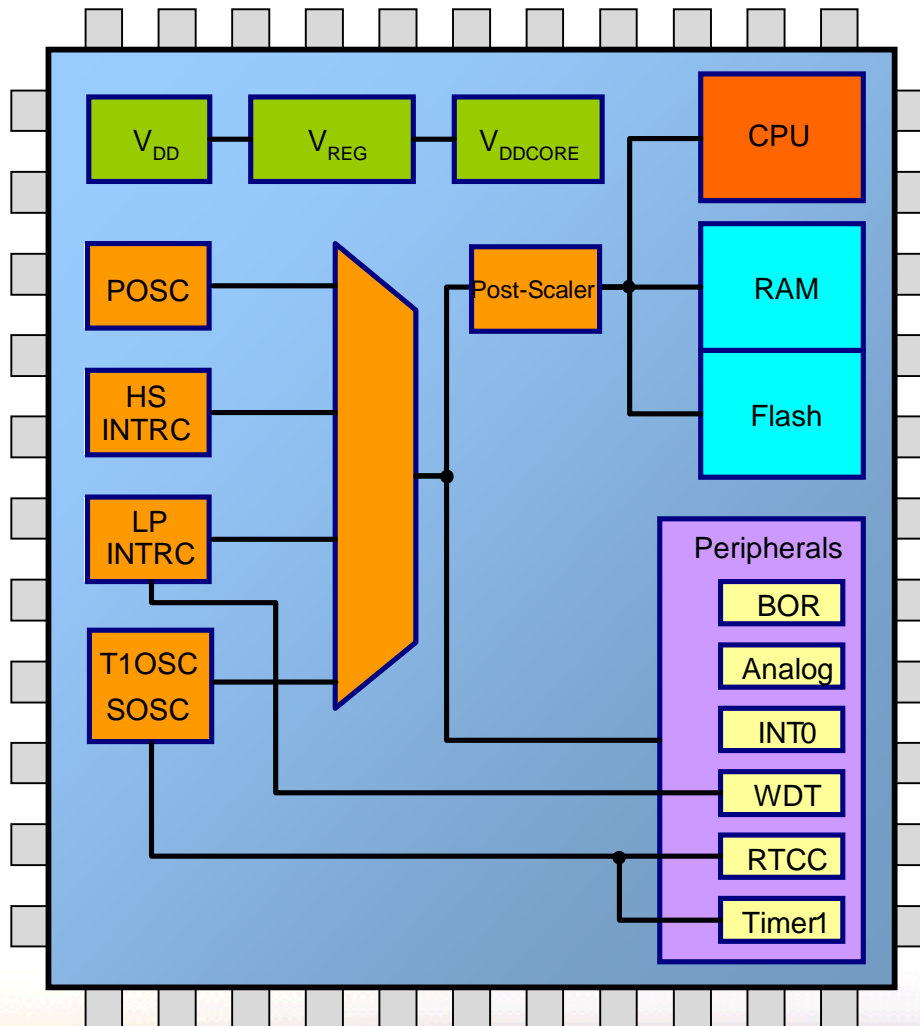 VDD
VREG
VDDCORE
CPU
POSC
Post-Scaler
RAM
HS
INTRC
Flash
LP
INTRC
Peripherals
BOR
T1OSC
SOSC
Analog
INT0
WDT
RTCC
Timer1